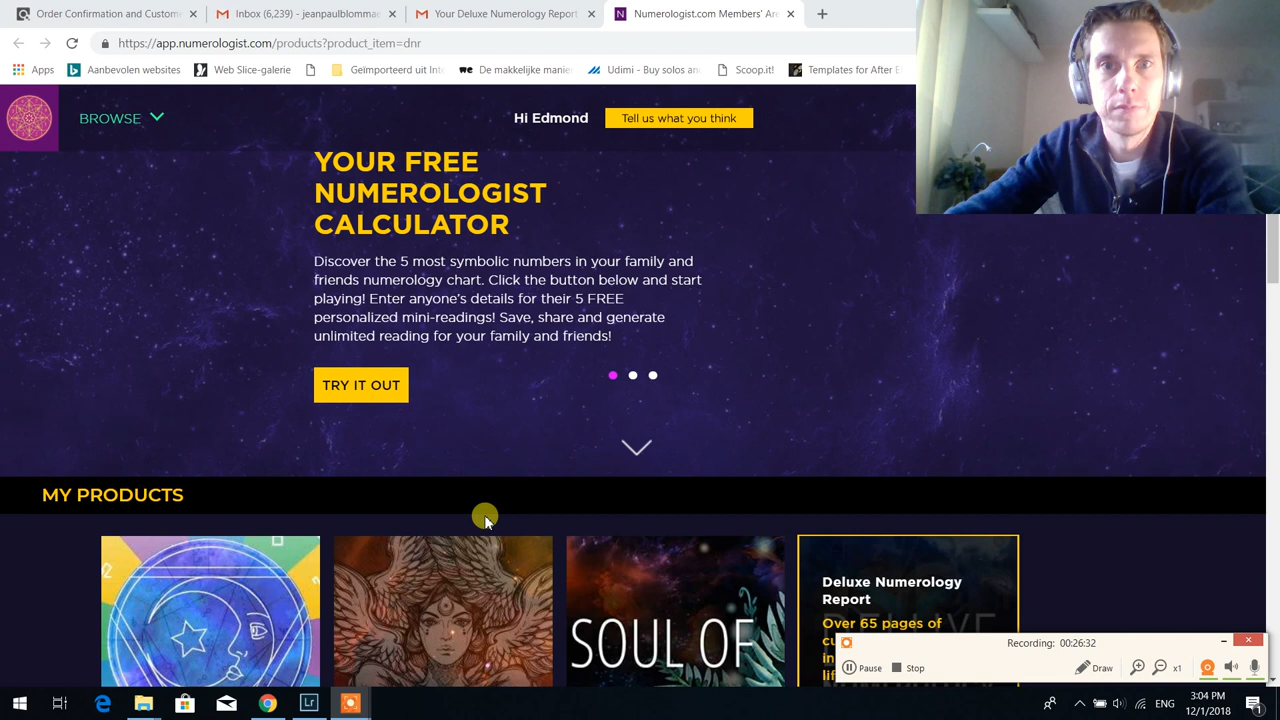 Order Confirmation and Custom
Inbox (6,239) - jeanpaulblommae
Your Deluxe Numerology Report
Numerologist.com Members' Are
https://app.numerologist.com/products?product_item=dnr
Apps
Aanbevolen websites
Web Slice-galerie
Geïmporteerd uit Inte
De makkelijke manie
Udimi - Buy solos an
Scoop.it!
Templates for After E
BROWSE
Hi Edmond
Tell us what you think
YOUR FREE
NUMEROLOGIST
CALCULATOR
Discover the 5 most symbolic numbers in your family and
friends numerology chart. Click the button below and start
playing! Enter anyone's details for their 5 FREE
personalized mini-readings! Save, share and generate
unlimited reading for your family and friends!
TRY IT OUT
MY PRODUCTS
SOUL OF
Deluxe Numerology
Report
Over 65 pages of
Recording: 00:26:32
Pause
Stop
Draw
x1
ENG
3:04 PM
12/1/2018